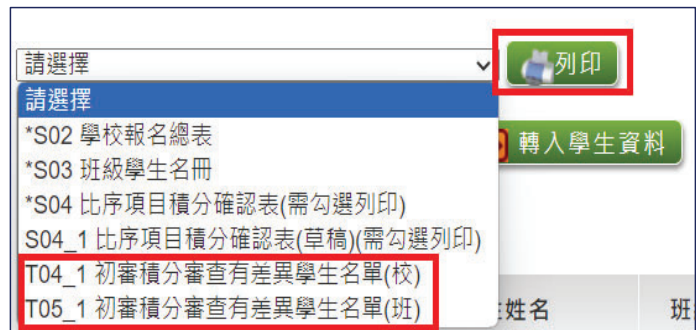 請選擇
列印
請選擇
*S02 學校報名總表
*S03 班級學生名冊
轉入學生資料
*S04 比序項目積分確認表(需勾選列印)
S04_1 比序項目積分確認表(草稿)(需勾選列印)
T04_1 初審積分審查有差異學生名單(校)
T05_1 初審積分審查有差異學生名單(班)
姓名
班